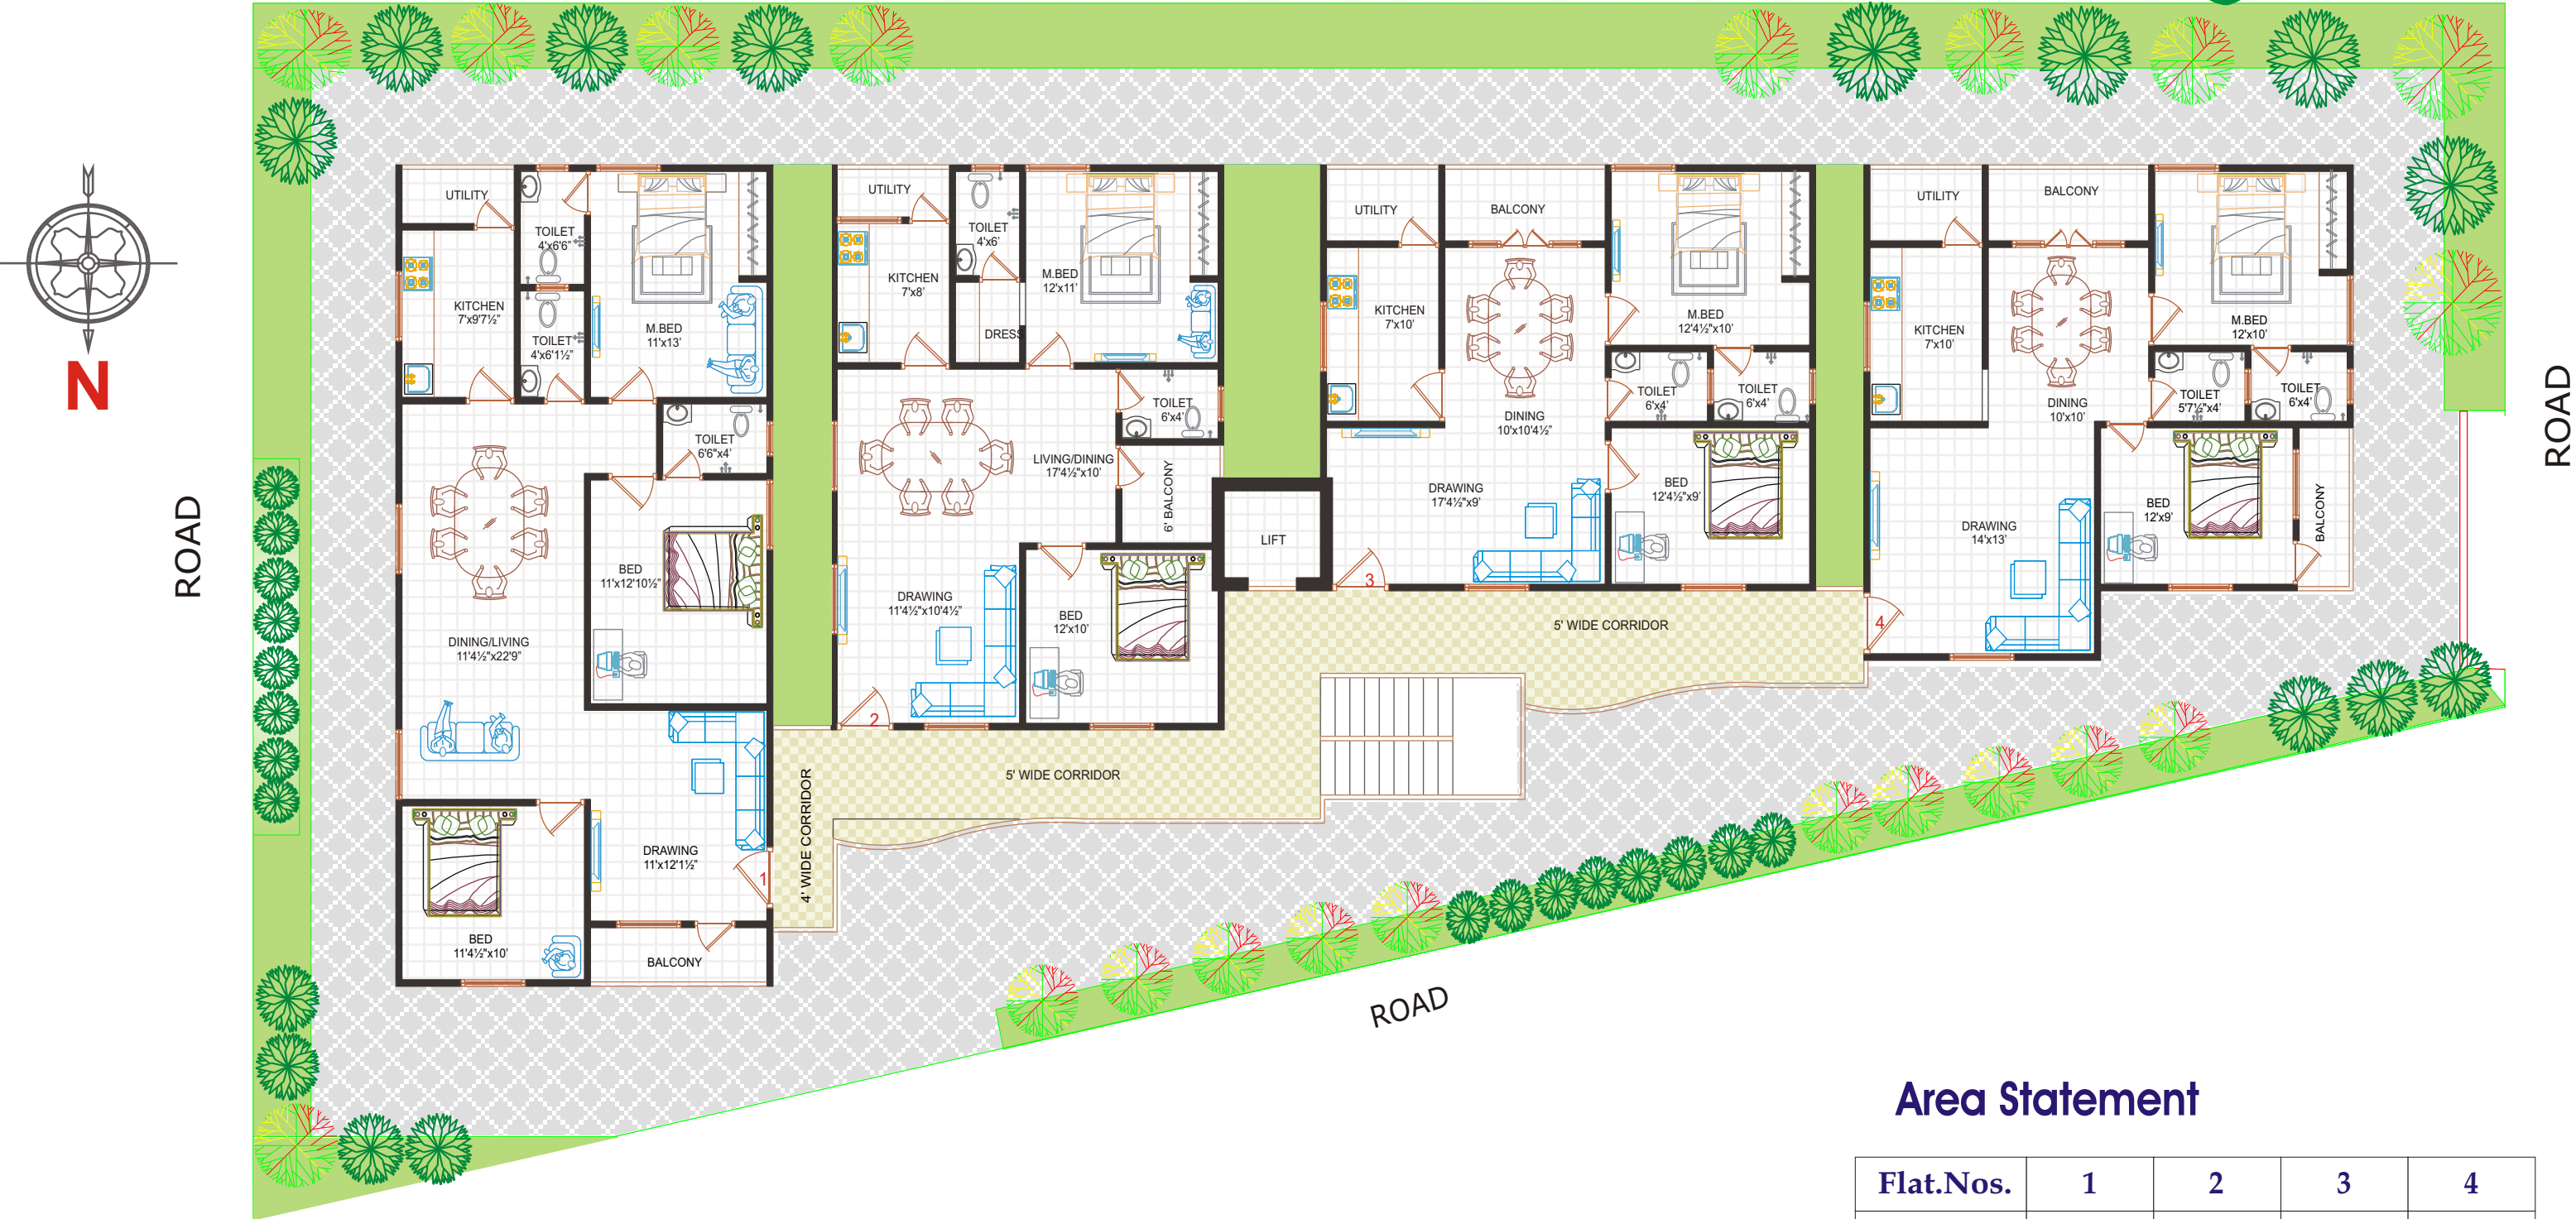 N
ROAD
UTILITY
TOILET
4'x6'6"
KITCHEN
7'x9'7½"
TOILET
4'x6'1½"
M.BED
11'x13'
TOILET
6'6"x4'
BED
11'x12'10½"
DINING/LIVING
11'4½"x22'9"
DRAWING
11'x12'1½"
1
BED
11'4½"x10'
BALCONY
4' WIDE CORRIDOR
UTILITY
TOILET
4'x6'
KITCHEN
7'x8'
M.BED
12'x11'
DRESS
TOILET
6'x4'
LIVING/DINING
17'4½"x10'
6' BALCONY
DRAWING
11'4½"x10'4½"
BED
12'x10'
2
5' WIDE CORRIDOR
LIFT
UTILITY
BALCONY
KITCHEN
7'x10'
M.BED
12'4½"x10'
TOILET
6'x4'
TOILET
6'x4'
DINING
10'x10'4½"
DRAWING
17'4½"x9'
BED
12'4½"x9'
3
5' WIDE CORRIDOR
UTILITY
BALCONY
KITCHEN
7'x10'
M.BED
12'x10'
TOILET
5'7½"x4'
TOILET
6'x4'
DINING
10'x10'
DRAWING
14'x13'
BED
12'x9'
BALCONY
4
ROAD
ROAD
Area Statement
Flat.Nos. 1 2 3 4